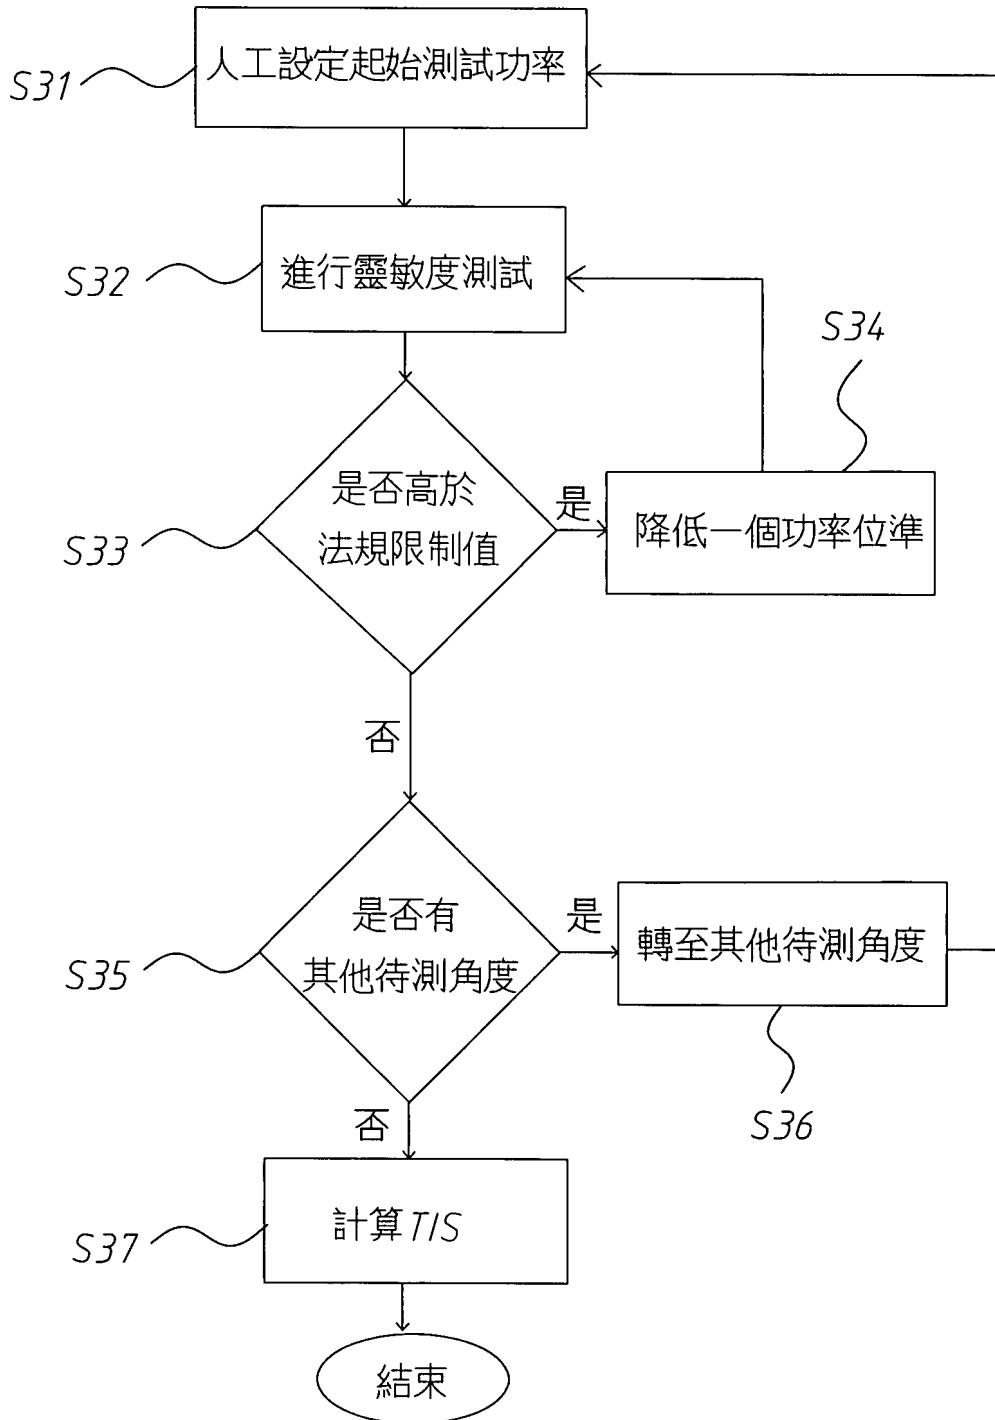 人工設定起始測試功率
S31
進行靈敏度測試
S32
S34
是否高於
法規限制值
S33
是
降低一個功率位準
否
是否有
其他待測角度
S35
是
轉至其他待測角度
S36
否
計算TIS
S37
結束